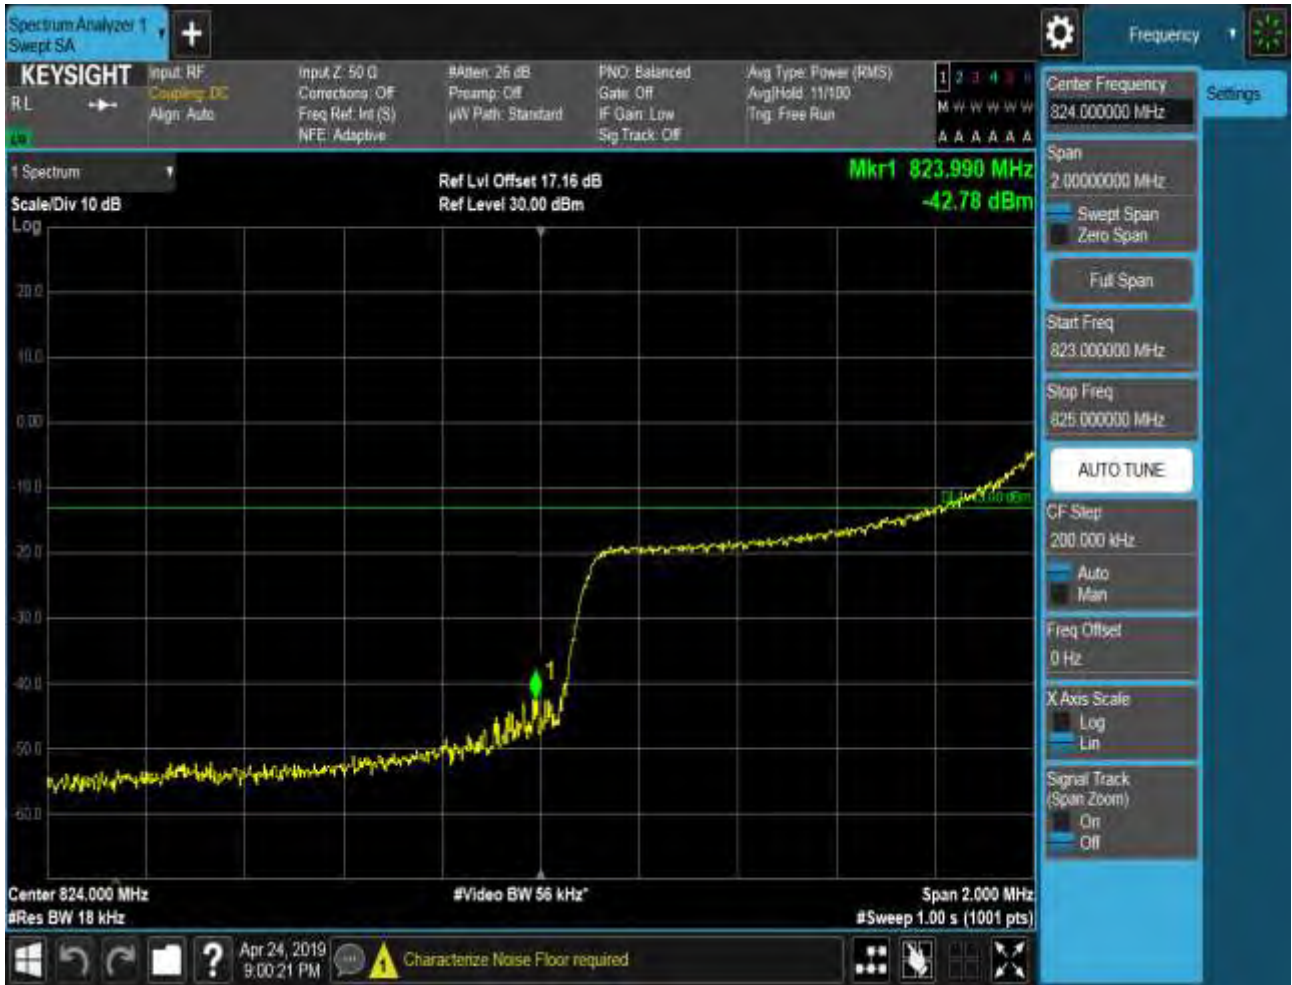 Spectrum Analyzer 1
Swept SA
Frequency
KEYSIGHT
RL
Input: RF
Coupling: DC
Align: Auto
Input Z: 50 Ω
Corrections: Off
Freq Ref: Int (S)
NFE: Adaptive
#Atten: 26 dB
Preamp: Off
µW Path: Standard
PNO: Balanced
Gate: Off
IF Gain: Low
Sig Track: Off
Avg Type: Power (RMS)
Avg|Hold: 11/100
Trig: Free Run
1 2 3 4 5 6
M W W W W W
A A A A A A
1 Spectrum
Scale/Div 10 dB
Log
Ref Lvl Offset 17.16 dB
Ref Level 30.00 dBm
Mkr1 823.990 MHz
-42.78 dBm
20.0
10.0
0.00
-10.0
-20.0
-30.0
-40.0
-50.0
-60.0
1
Center 824.000 MHz
#Res BW 18 kHz
#Video BW 56 kHz*
Span 2.000 MHz
#Sweep 1.00 s (1001 pts)
Apr 24, 2019
9:00:21 PM
Characterize Noise Floor required
Settings
Center Frequency
824.000000 MHz
Span
2.00000000 MHz
Swept Span
Zero Span
Full Span
Start Freq
823.000000 MHz
Stop Freq
825.000000 MHz
AUTO TUNE
CF Step
200.000 kHz
Auto
Man
Freq Offset
0 Hz
X Axis Scale
Log
Lin
Signal Track
(Span Zoom)
On
Off